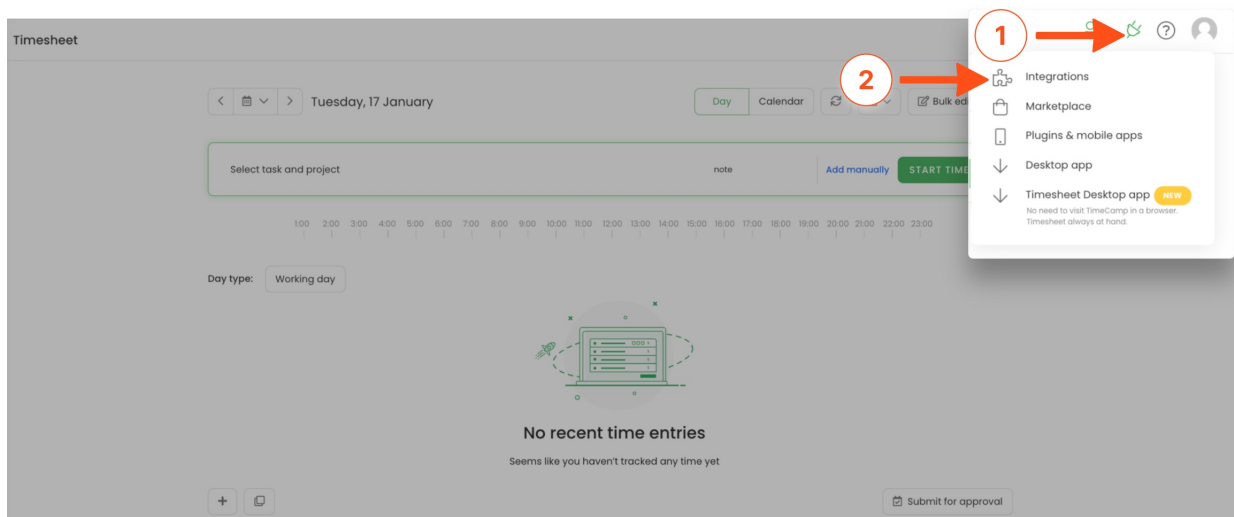 Timesheet
1
2
Tuesday, 17 January
Day
Calendar
Bulk edi
Integrations
Marketplace
Plugins & mobile apps
Desktop app
Timesheet Desktop app NEW
No need to visit TimeCamp in a browser.
Timesheet always at hand.
Select task and project
note
Add manually
START TIME
1:00 2:00 3:00 4:00 5:00 6:00 7:00 8:00 9:00 10:00 11:00 12:00 13:00 14:00 15:00 16:00 17:00 18:00 19:00 20:00 21:00 22:00 23:00
Day type: Working day
No recent time entries
Seems like you haven't tracked any time yet
Submit for approval